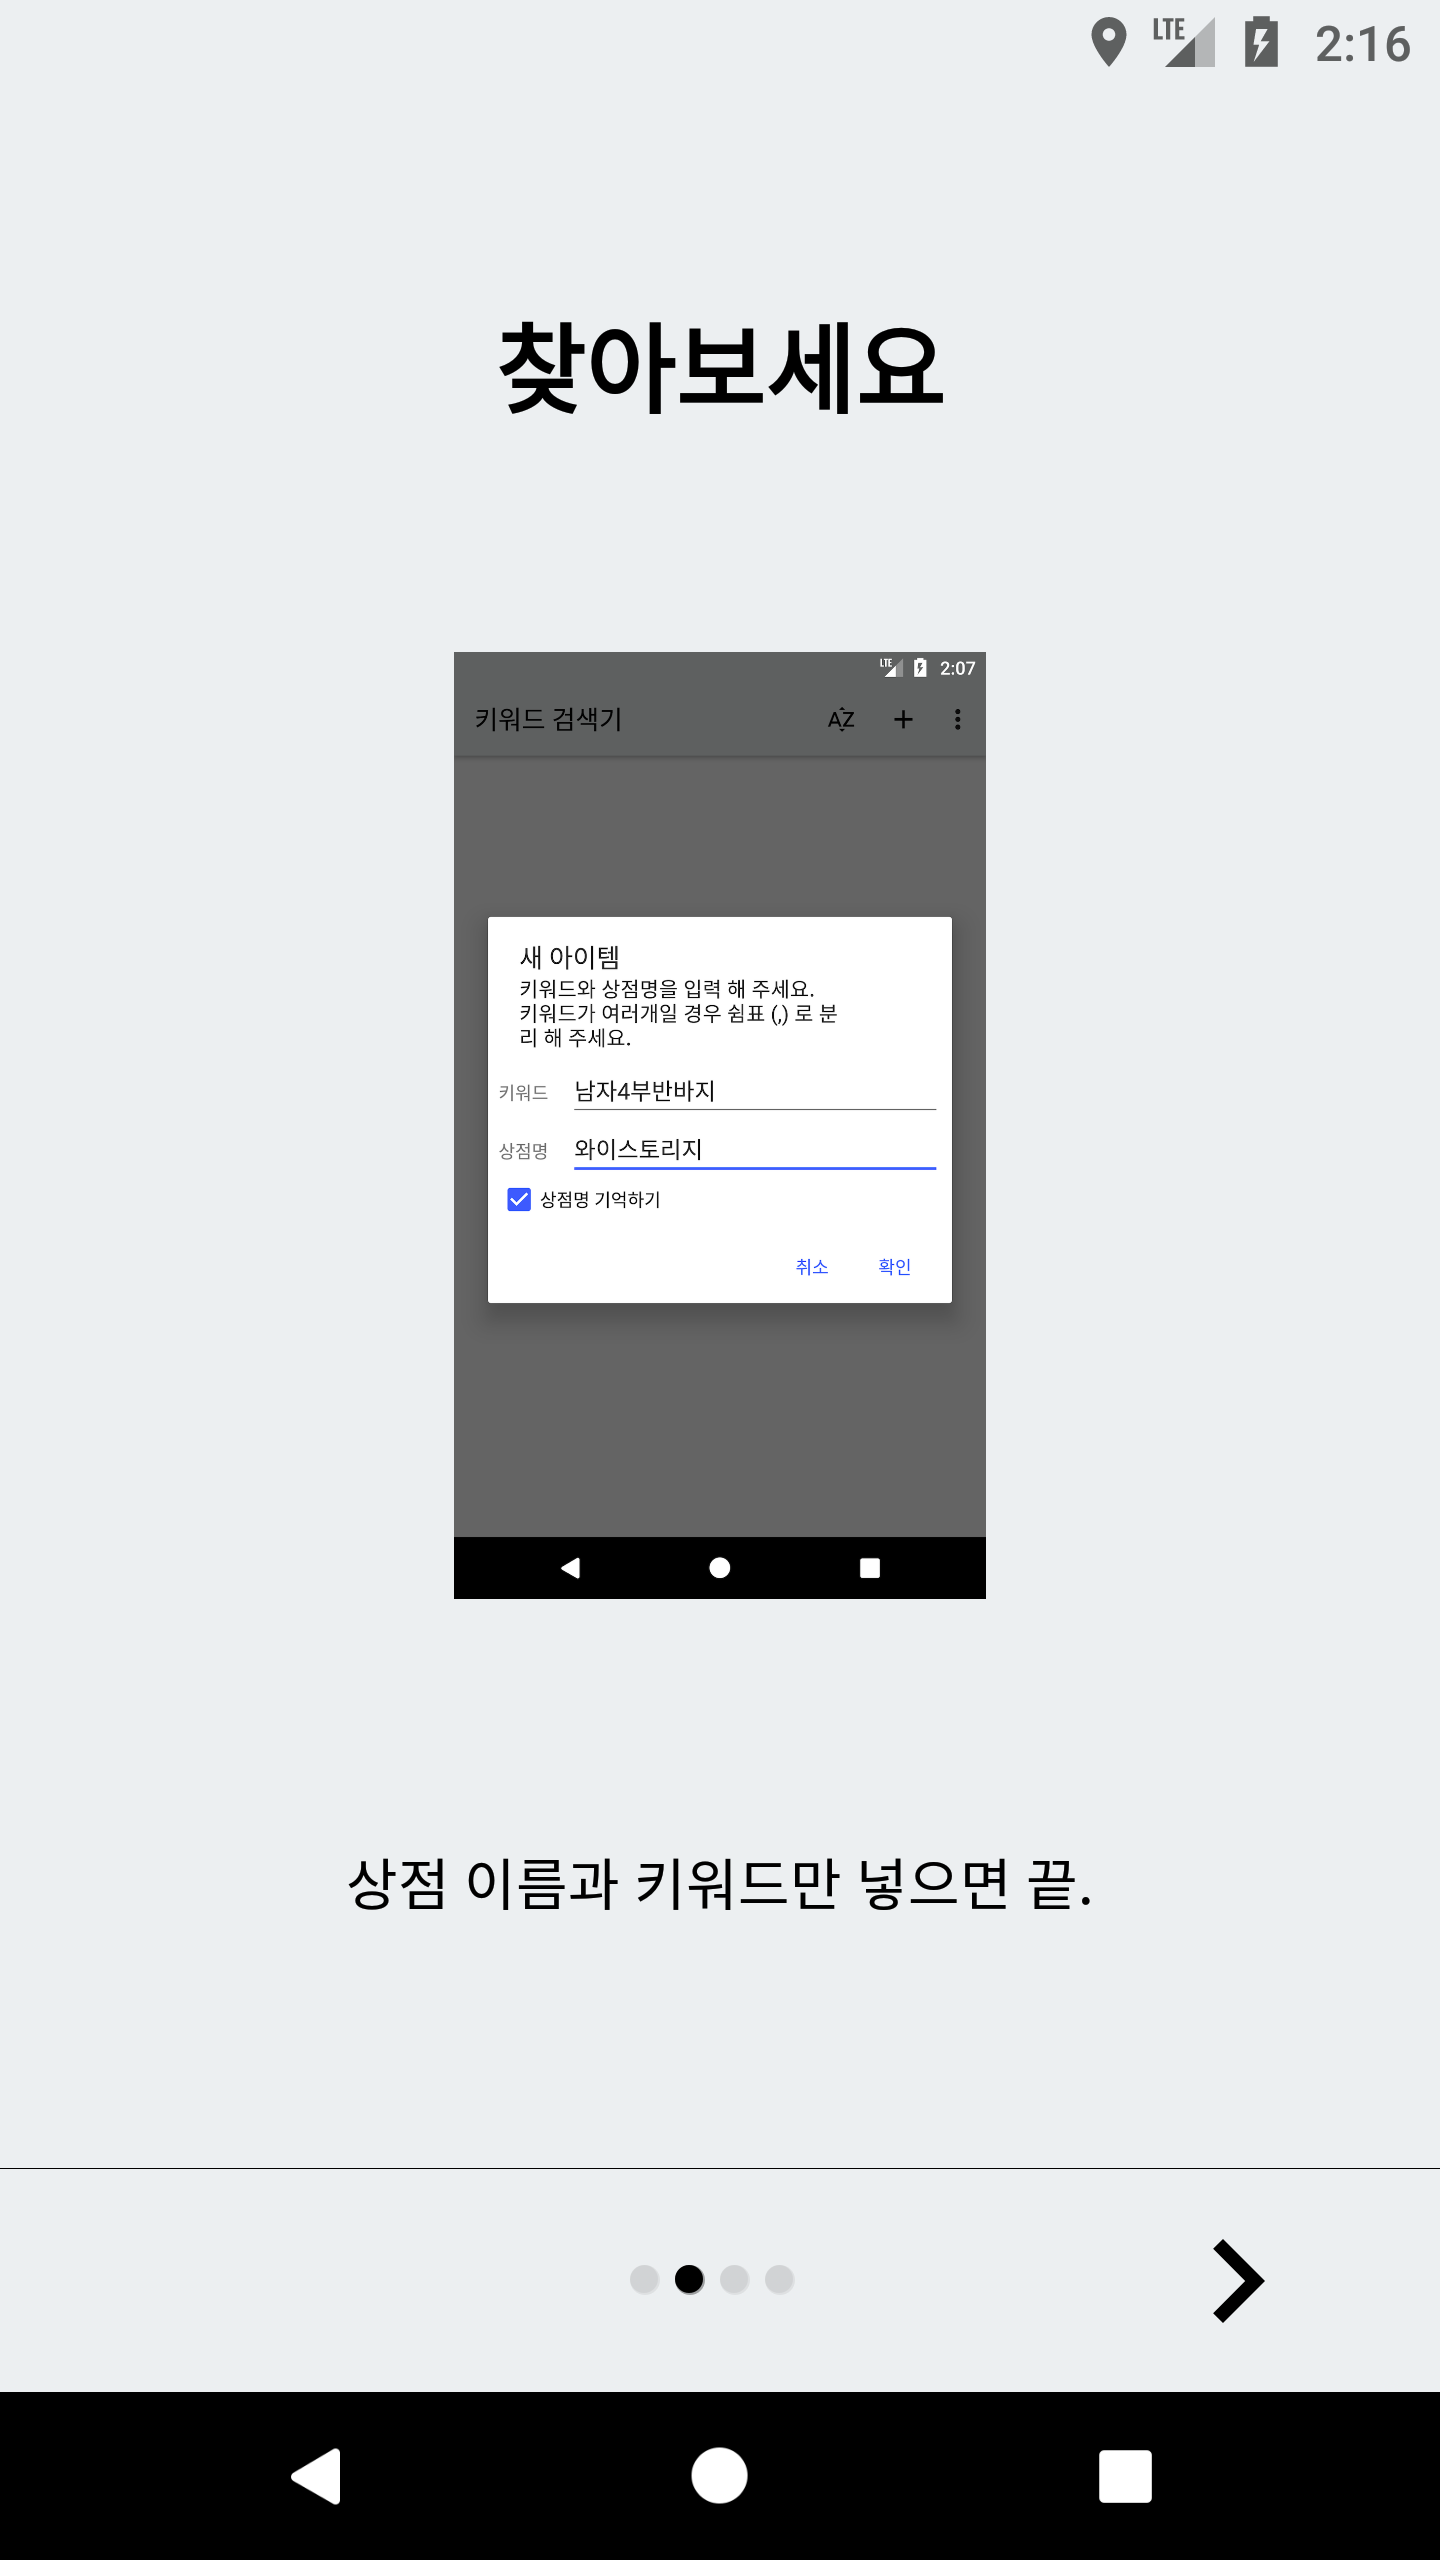 LTE 2:16
찾아보세요
LTE 2:07
키워드 검색기 AZ
새 아이템
키워드와 상점명을 입력 해 주세요.
키워드가 여러개일 경우 쉼표 (,) 로 분
리 해 주세요.
키워드 남자4부반바지
상점명 와이스토리지
상점명 기억하기
취소 확인
상점 이름과 키워드만 넣으면 끝.